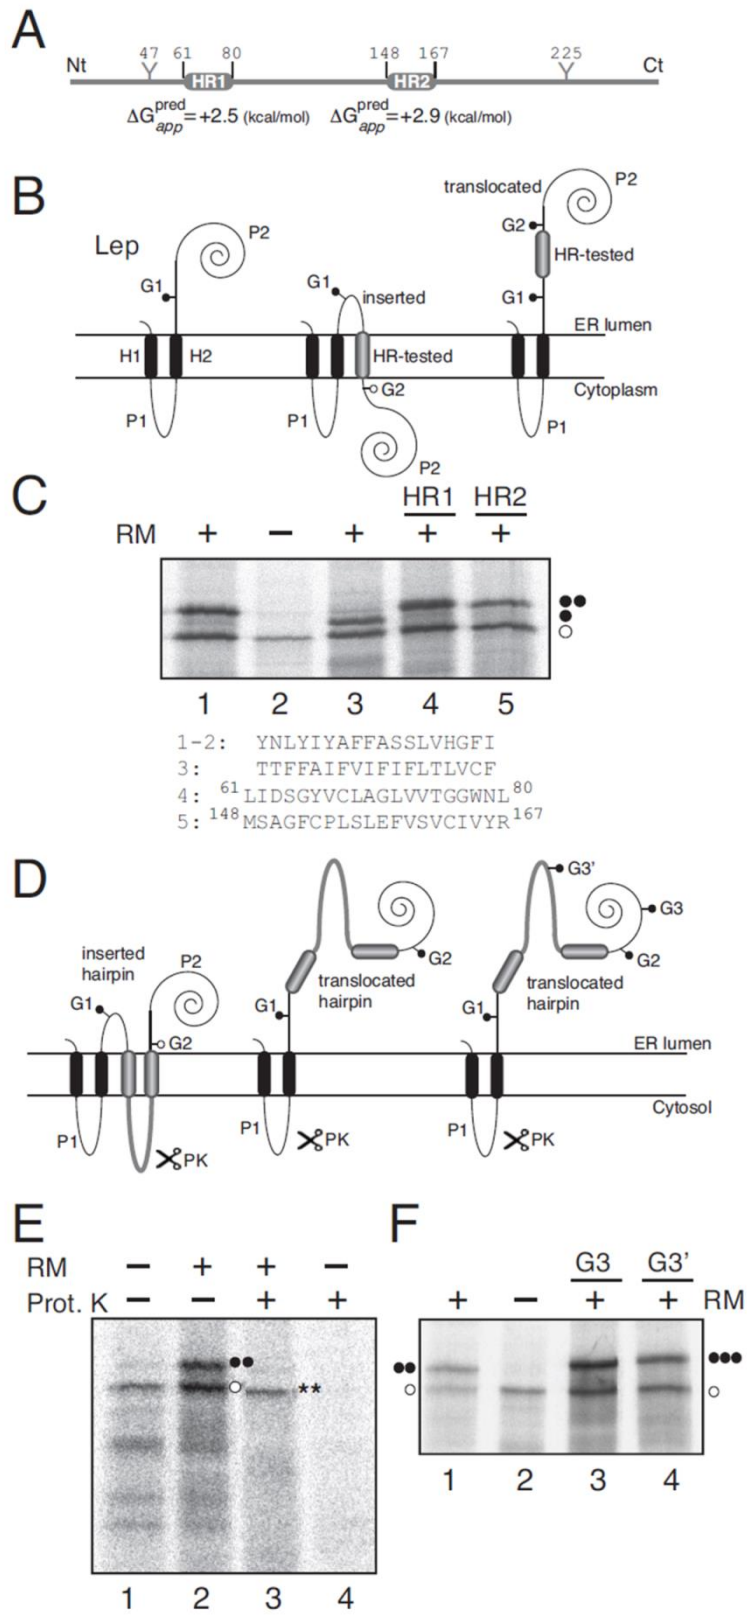 A
Nt 47 61 80 148 167 225 Ct
HR1 HR2
ΔG pred app = +2.5 (kcal/mol) ΔG pred app = +2.9 (kcal/mol)
B
Lep
translocated P2
G2
HR-tested
P2
G1 G1 inserted G1
ER lumen
H1 H2 HR-tested
G2 Cytoplasm
P1 P1 P1
P2
C
HR1 HR2
RM + − + + +
●●
●
○
1 2 3 4 5
1-2: YNLYIYAFFASSLVHGFI
3: TTFFAIFVIFIFLTLVCF
4: 61LIDSGYVCLAGLVVTGGWNL80
5: 148MSAGFCPLSLEFVSVCIVYR167
D
G3'
G3
inserted hairpin P2
G2 G2
translocated hairpin translocated hairpin
G1 G1 G1
G2
ER lumen
Cytosol
P1 PK P1 PK P1 PK
E
RM − + + −
Prot. K − − + +
●●
○ **
1 2 3 4
F
G3 G3'
+ − + + RM
●● ●●●
○ ○
1 2 3 4